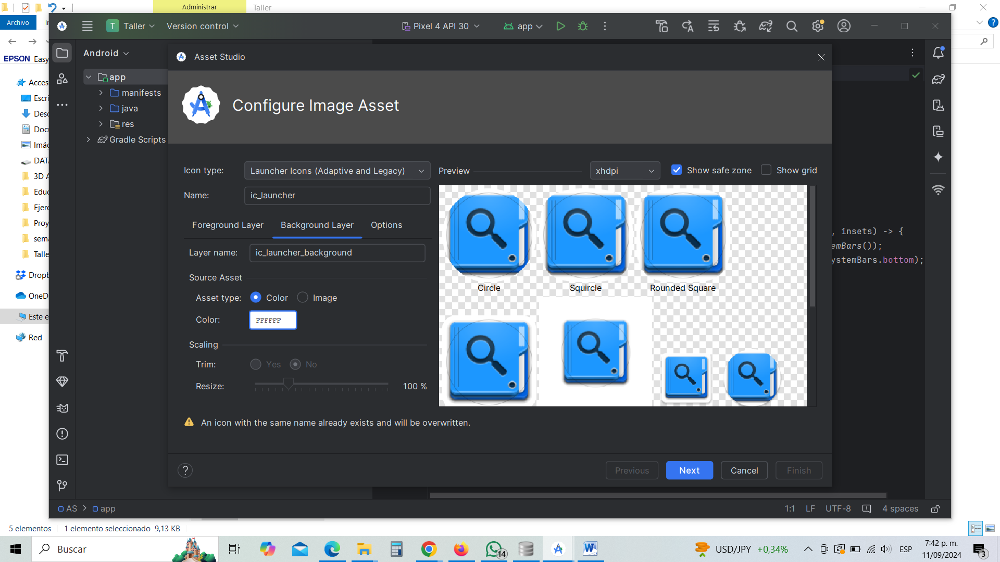 Administrar
Taller
Archivo
T
Taller
Version control
Pixel 4 API 30
app
?
EPSON
Easy
Android
Asset Studio
app
manifests
java
res
Gradle Scripts
Configure Image Asset
Acces
Escri
Desc
Docu
Imág
DATA
3D A
Educ
Ejerc
Proy
sema
Taller
Dropb
OneD
Este e
Red
Icon type:
Launcher Icons (Adaptive and Legacy)
Preview
xhdpi
Show safe zone
Show grid
Name:
ic_launcher
Foreground Layer
Background Layer
Options
Layer name:
ic_launcher_background
Source Asset
Asset type:
Color
Image
Color:
FFFFFF
Scaling
Trim:
Yes
No
Resize:
100 %
Circle
Squircle
Rounded Square
, insets) -> {
emBars());
ystemBars.bottom);
An icon with the same name already exists and will be overwritten.
?
Previous
Next
Cancel
Finish
AS > app
1:1
LF
UTF-8
4 spaces
5 elementos
1 elemento seleccionado 9,13 KB
Buscar
14
USD/JPY +0,34%
ESP
7:42 p. m.
11/09/2024
3